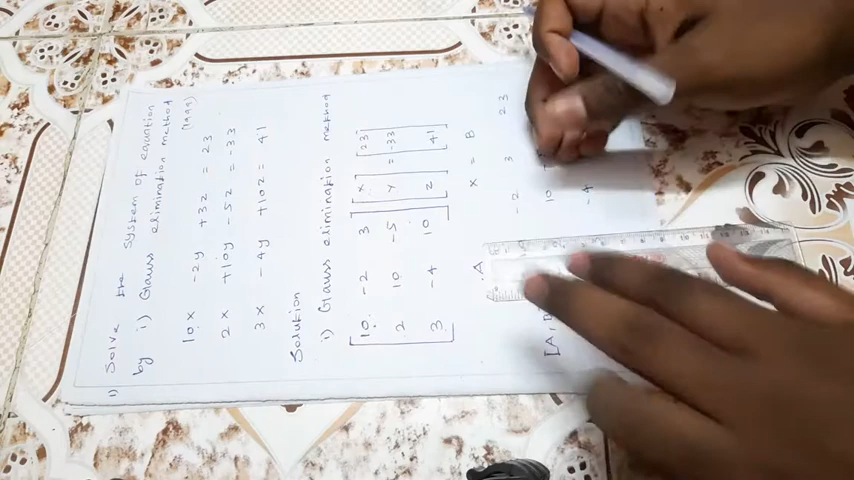 1) Solve the system of equation
by i) Gauss elimination method
10x -2y +3z = 23
2x +10y -5z = -33
3x -4y +10z = 41
Solution
i) Gauss elimination method
10 -2 3 x 23
2 10 -5 y = -33
3 -4 10 z 41
A x = B
[A, -2 3 23
10
-4